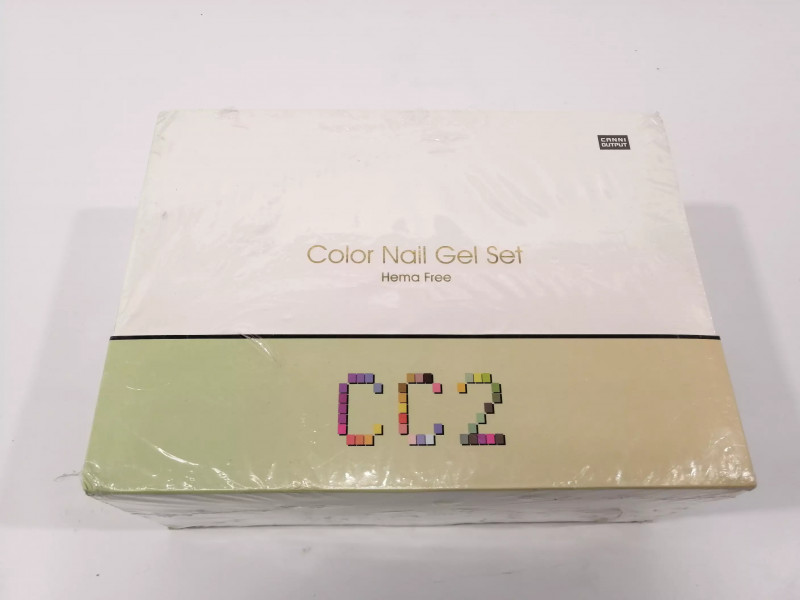 CANNI
OUTPUT
Color Nail Gel Set
Hema Free
CC2